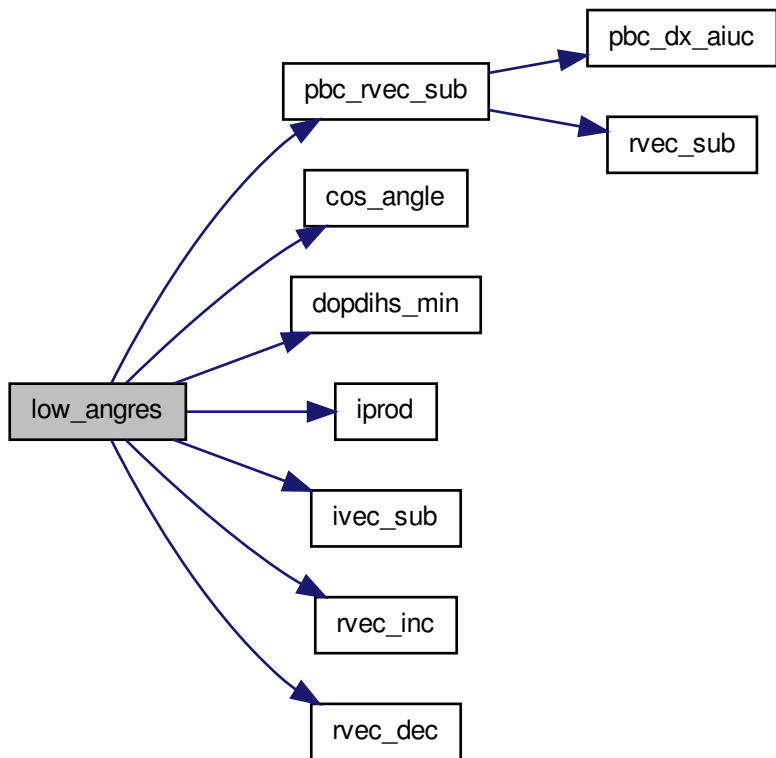 pbc_dx_aiuc
pbc_rvec_sub
rvec_sub
cos_angle
dopdihs_min
low_angres
iprod
ivec_sub
rvec_inc
rvec_dec